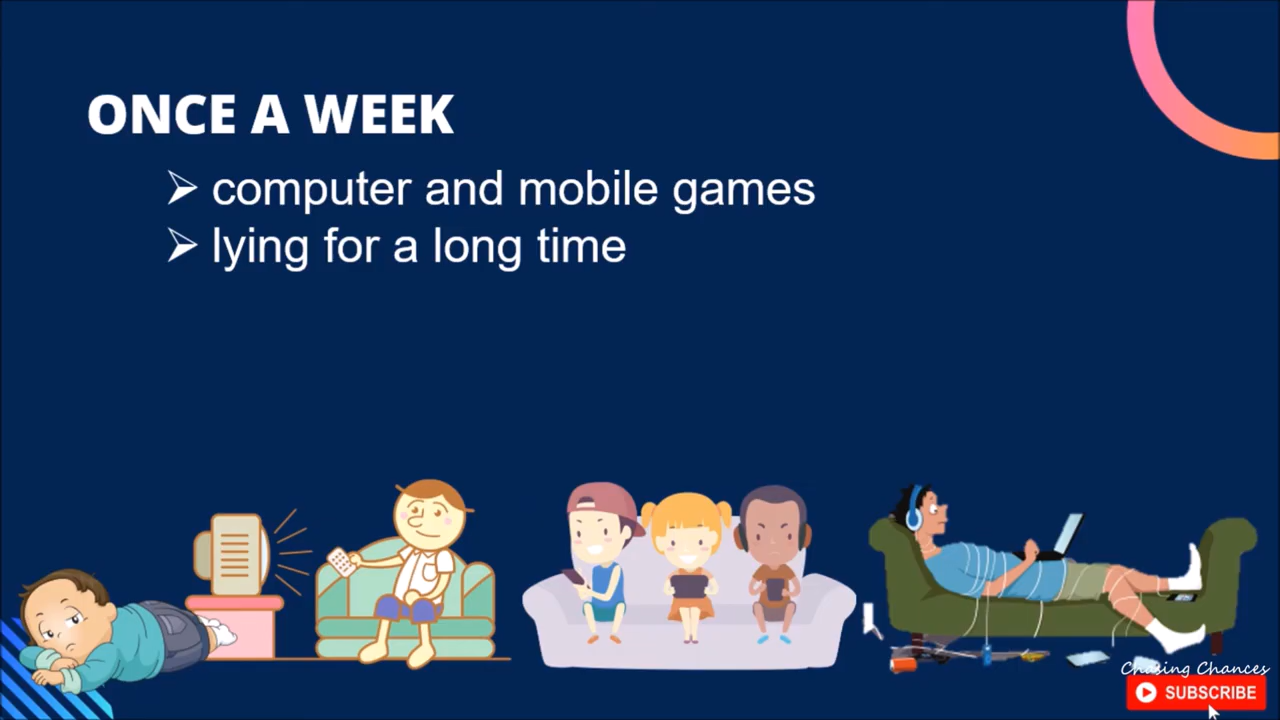 ONCE A WEEK
➢ computer and mobile games
➢ lying for a long time
Chasing Chances
SUBSCRIBE